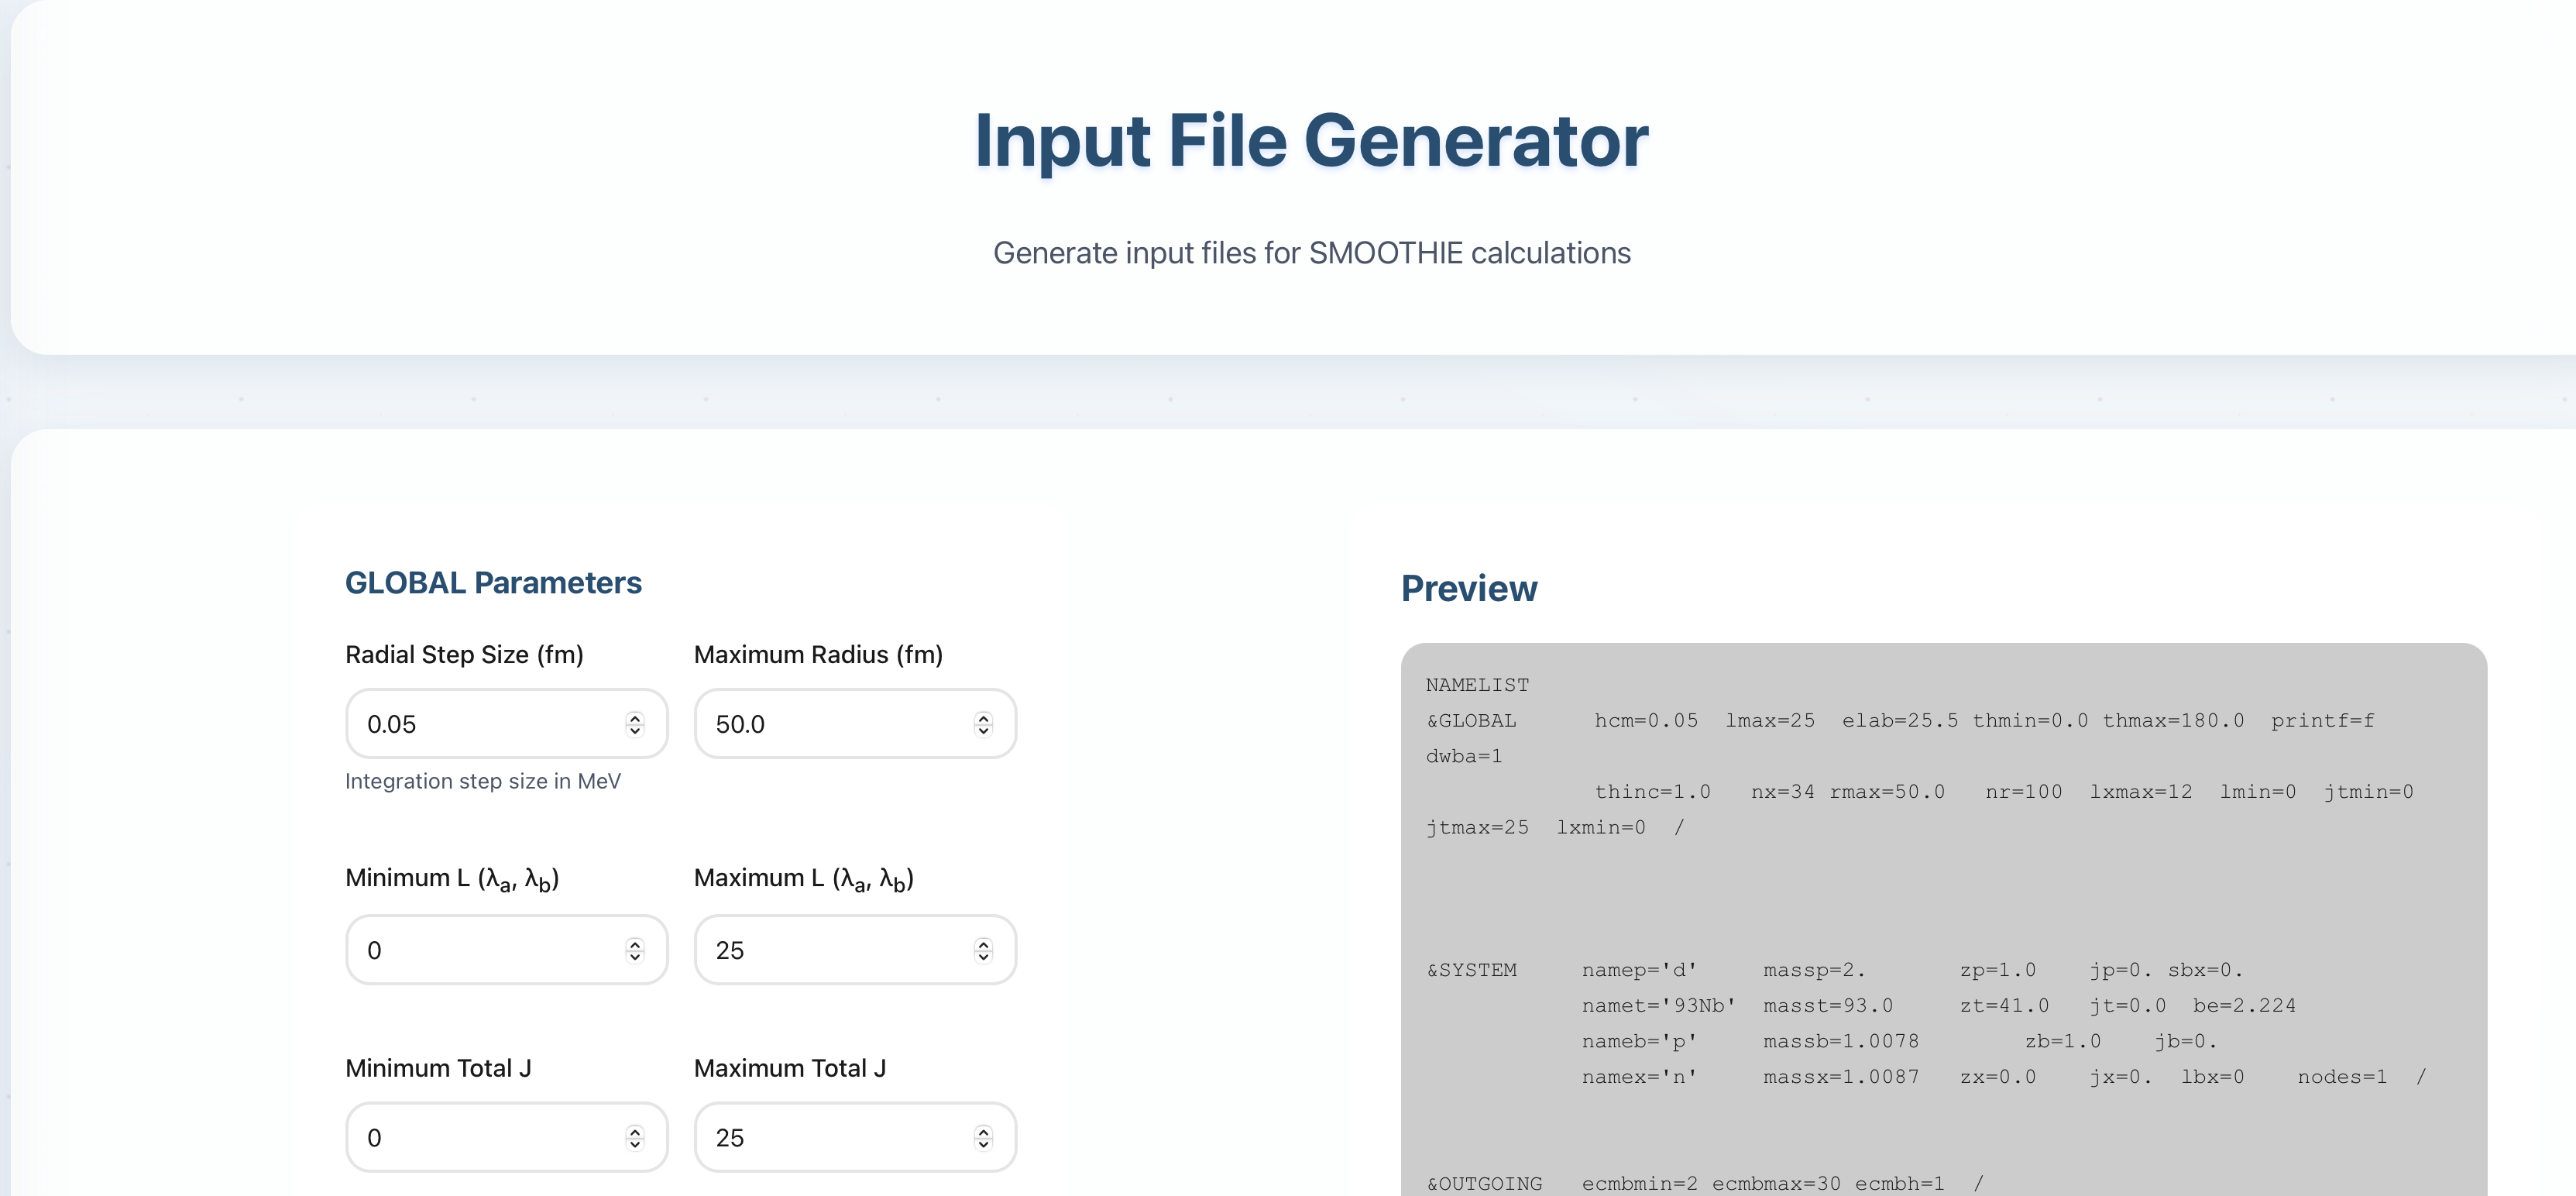 Input File Generator
Generate input files for SMOOTHIE calculations
GLOBAL Parameters
Radial Step Size (fm)
Maximum Radius (fm)
0.05
50.0
Integration step size in MeV
Minimum L (λa, λb)
Maximum L (λa, λb)
0
25
Minimum Total J
Maximum Total J
0
25
Preview
NAMELIST
&GLOBAL      hcm=0.05  lmax=25  elab=25.5 thmin=0.0 thmax=180.0  printf=f
dwba=1
             thinc=1.0   nx=34 rmax=50.0   nr=100  lxmax=12  lmin=0  jtmin=0
jtmax=25  lxmin=0  /
&SYSTEM     namep='d'     massp=2.       zp=1.0    jp=0. sbx=0.
            namet='93Nb'  masst=93.0     zt=41.0   jt=0.0  be=2.224
            nameb='p'     massb=1.0078        zb=1.0    jb=0.
            namex='n'     massx=1.0087   zx=0.0    jx=0.  lbx=0    nodes=1  /
&OUTGOING   ecmbmin=2 ecmbmax=30 ecmbh=1  /